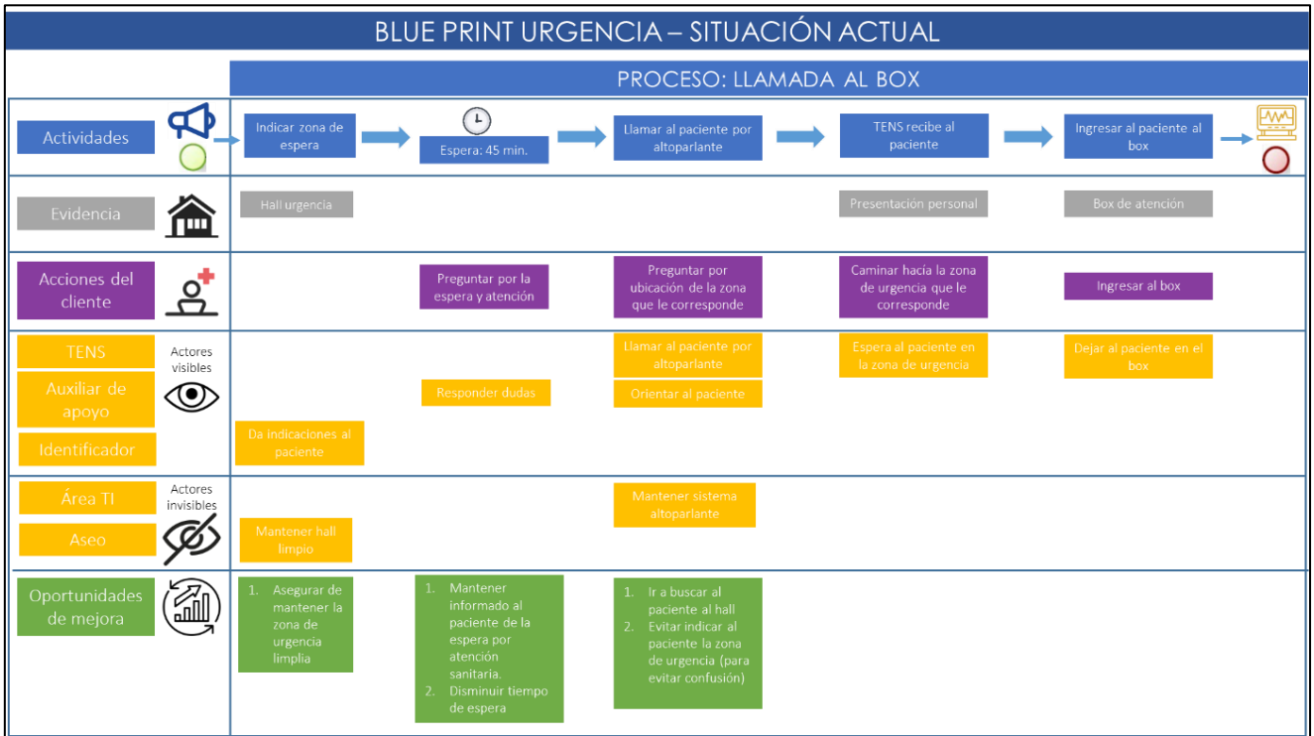 BLUE PRINT URGENCIA – SITUACIÓN ACTUAL
PROCESO: LLAMADA AL BOX
Actividades
Indicar zona de
espera
Espera: 45 min.
Llamar al paciente por
altoparlante
TENS recibe al
paciente
Ingresar al paciente al
box
Evidencia
Hall urgencia
Presentación personal
Box de atención
Acciones del
cliente
Preguntar por la
espera y atención
Preguntar por
ubicación de la zona
que le corresponde
Caminar hacía la zona
de urgencia que le
corresponde
Ingresar al box
TENS
Actores
visibles
Llamar al paciente por
altoparlante
Espera al paciente en
la zona de urgencia
Dejar al paciente en el
box
Auxiliar de
apoyo
Responder dudas
Orientar al paciente
Identificador
Da indicaciones al
paciente
Área TI
Actores
invisibles
Mantener sistema
altoparlante
Aseo
Mantener hall
limpio
Oportunidades
de mejora
1. Asegurar de
mantener la
zona de
urgencia
limplia
1. Mantener
informado al
paciente de la
espera por
atención
sanitaria.
2. Disminuir tiempo
de espera
1. Ir a buscar al
paciente al hall
2. Evitar indicar al
paciente la zona
de urgencia (para
evitar confusión)